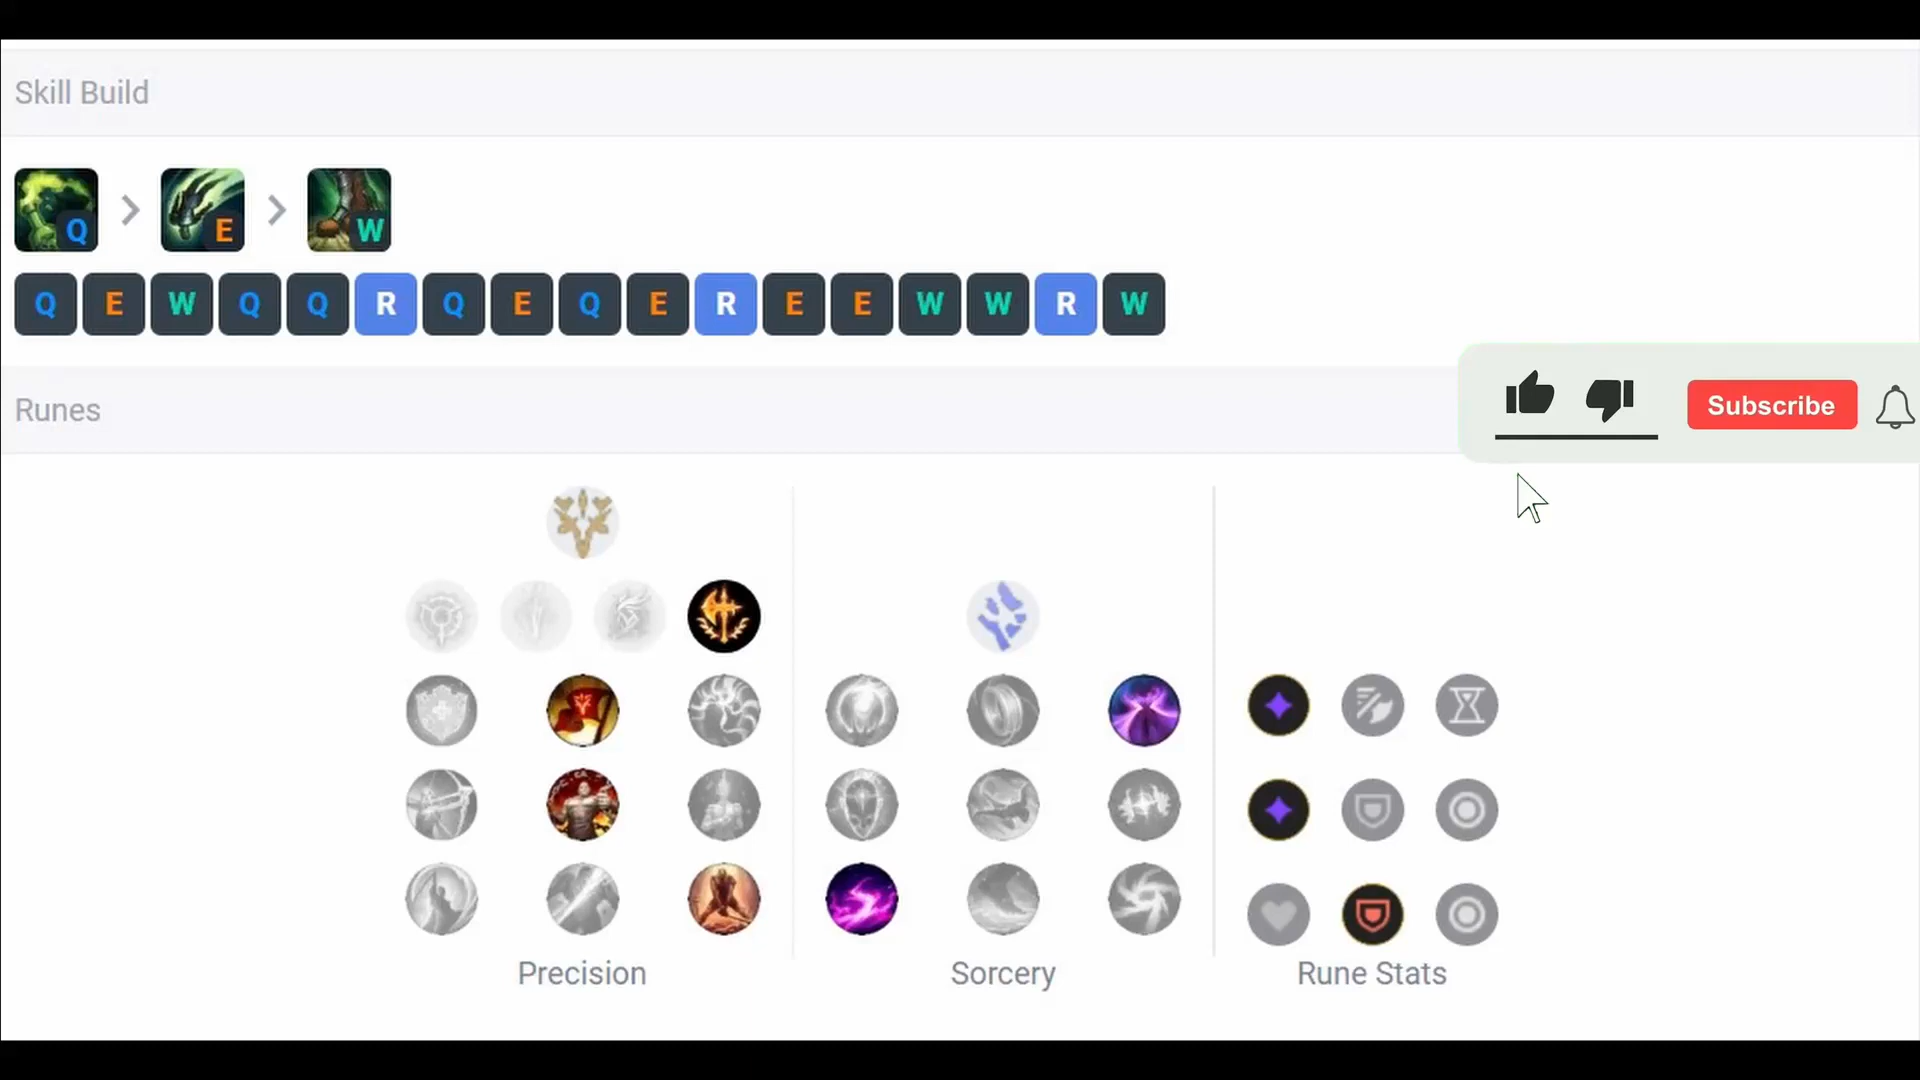 Skill Build
Q E W
Q E W Q Q R Q E Q E R E E W W R W
Runes
Subscribe
Precision Sorcery Rune Stats